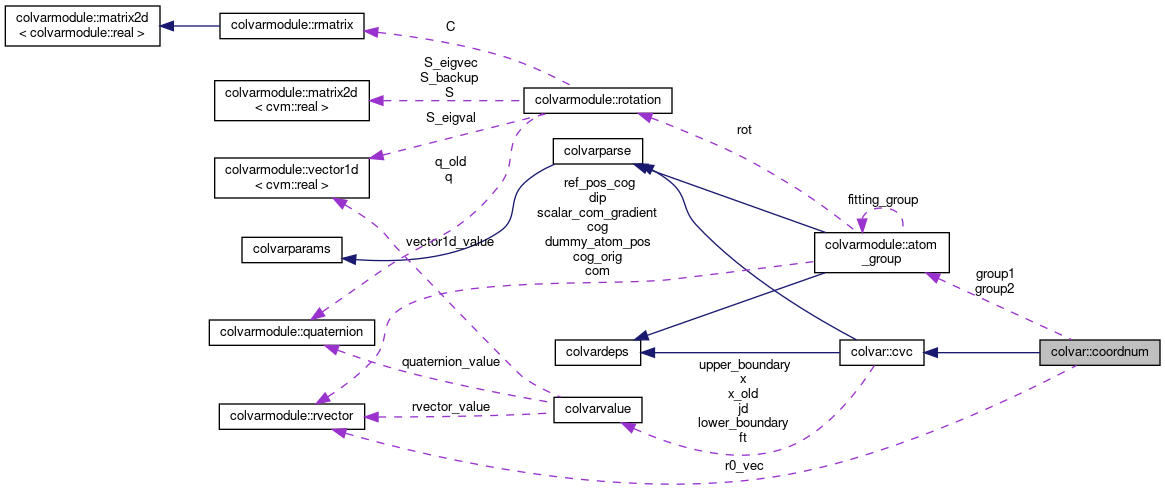 colvarmodule::matrix2d
< colvarmodule::real >
colvarmodule::rmatrix
C
S_eigvec
S_backup
S
colvarmodule::matrix2d
< cvm::real >
colvarmodule::rotation
S_eigval
rot
colvarparse
colvarmodule::vector1d
< cvm::real >
q_old
q
ref_pos_cog
dip
scalar_com_gradient
cog
dummy_atom_pos
cog_orig
com
fitting_group
colvarmodule::atom
_group
colvarparams
vector1d_value
group1
group2
colvarmodule::quaternion
colvardeps
colvar::cvc
colvar::coordnum
quaternion_value
upper_boundary
x
x_old
jd
lower_boundary
ft
colvarmodule::rvector
rvector_value
colvarvalue
r0_vec